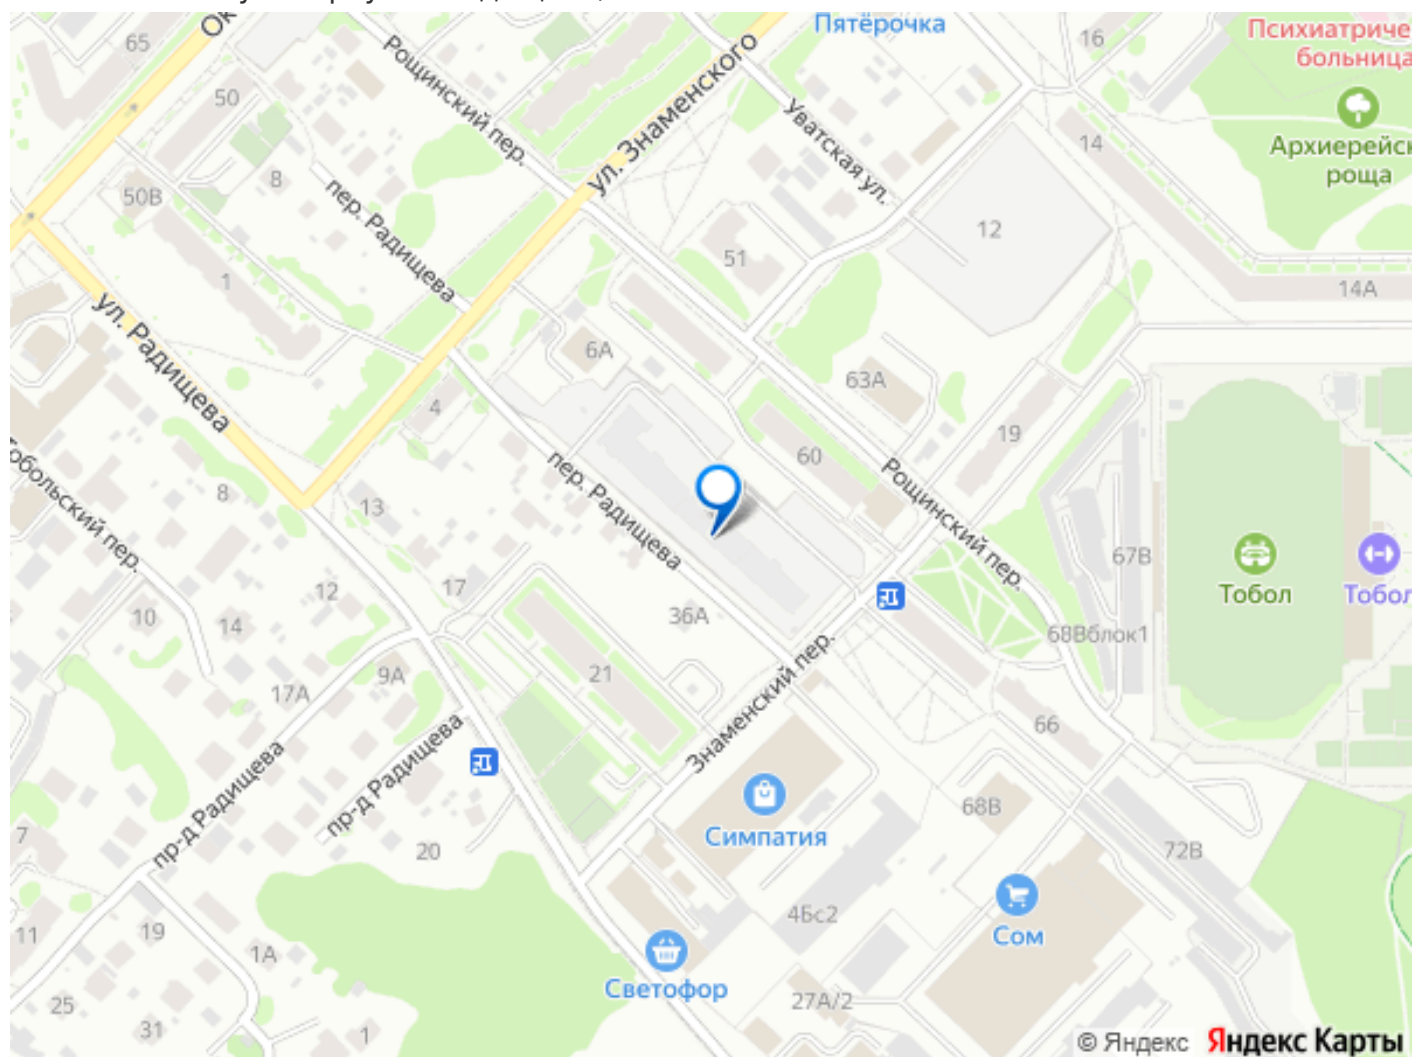 65
Пятёрочка
16
Психиатриче
больница
50
Рощинский пер.
ул. Знаменского
Уватская ул.
14
Архиерейск
роща
8
50В
пер. Радищева
12
51
1
14А
ул. Радищева
6А
63А
4
19
60
Тобольский пер.
8
13
пер. Радищева
Рощинский пер.
67В
Тобол
Тобол
12
17
10
14
36А
68Вблок1
9А
21
17А
Знаменский пер.
66
пр-д Радищева
пр-д Радищева
Симпатия
68В
7
20
72В
4Бс2
Сом
11
19
1А
Светофор
25
31
1
27А/2
© Яндекс Яндекс Карты